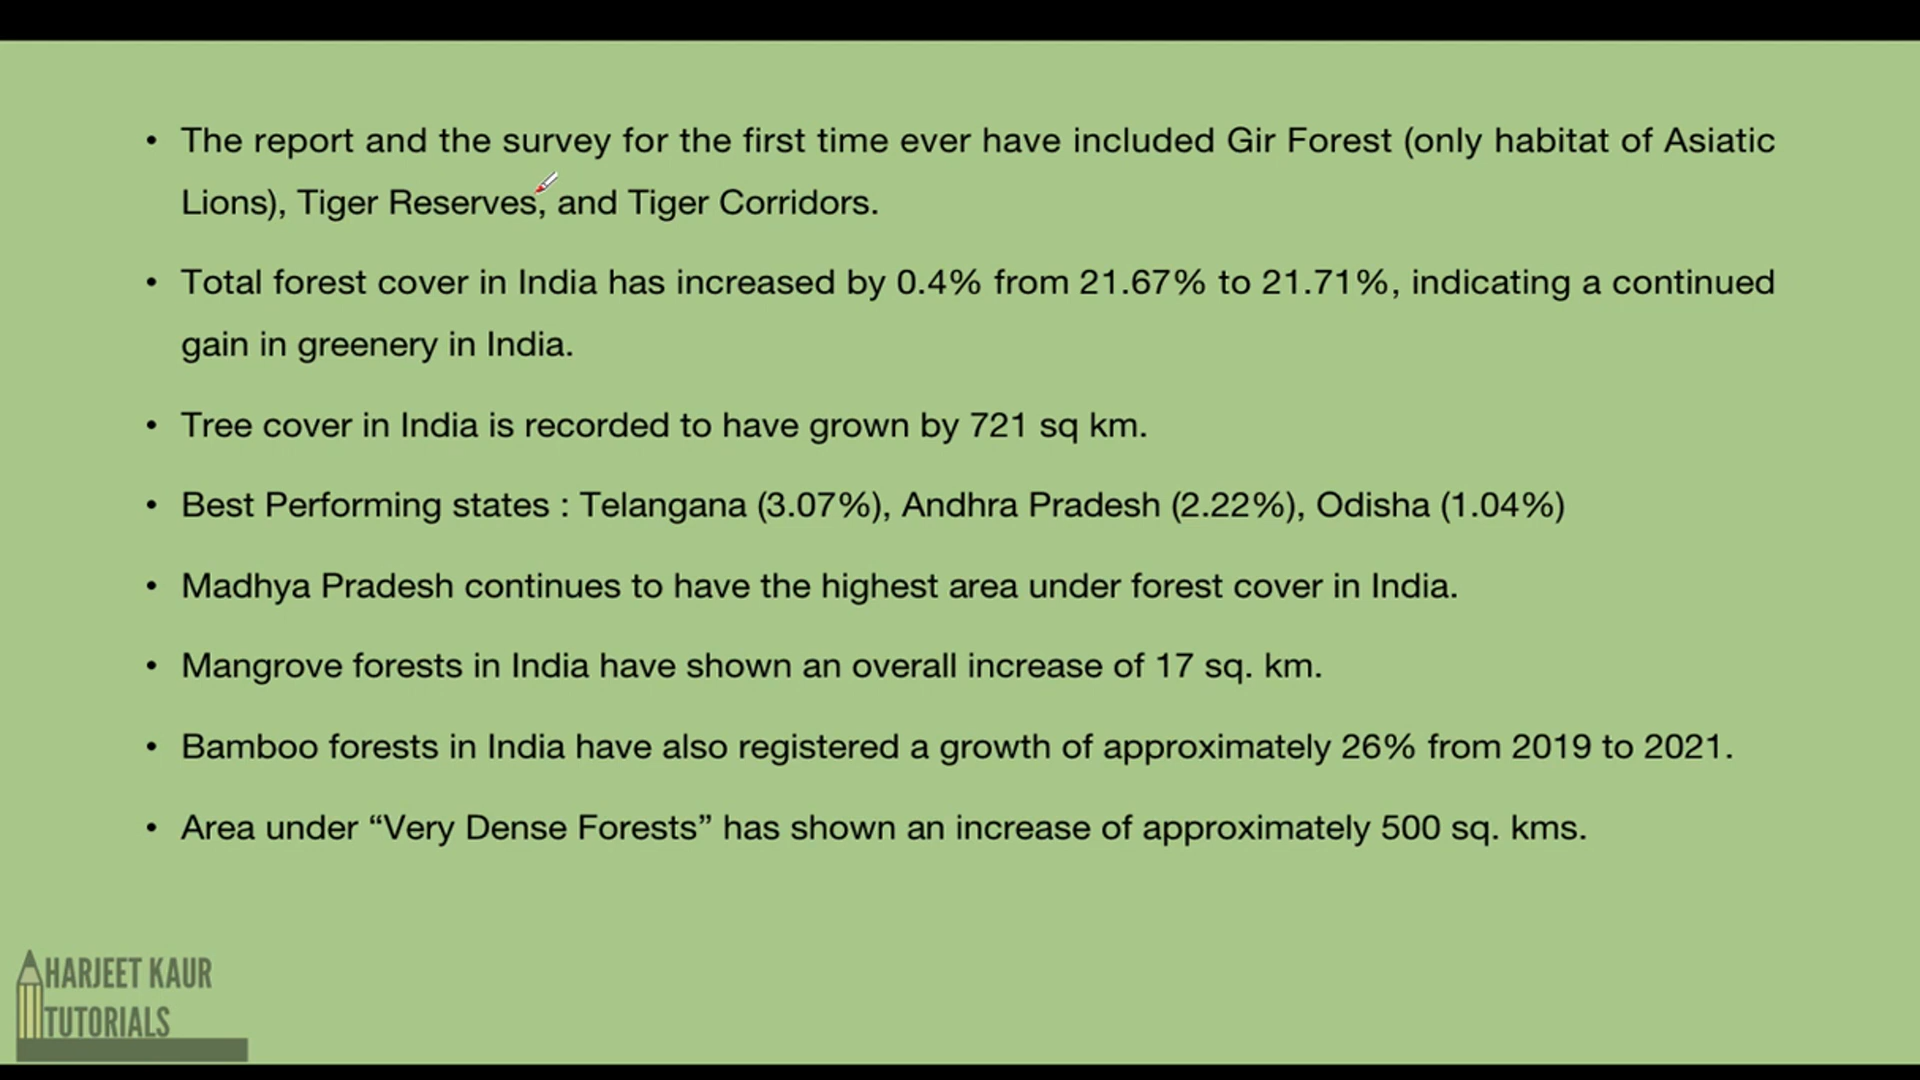 • The report and the survey for the first time ever have included Gir Forest (only habitat of Asiatic
Lions), Tiger Reserves, and Tiger Corridors.
• Total forest cover in India has increased by 0.4% from 21.67% to 21.71%, indicating a continued
gain in greenery in India.
• Tree cover in India is recorded to have grown by 721 sq km.
• Best Performing states : Telangana (3.07%), Andhra Pradesh (2.22%), Odisha (1.04%)
• Madhya Pradesh continues to have the highest area under forest cover in India.
• Mangrove forests in India have shown an overall increase of 17 sq. km.
• Bamboo forests in India have also registered a growth of approximately 26% from 2019 to 2021.
• Area under “Very Dense Forests” has shown an increase of approximately 500 sq. kms.
HARJEET KAUR
TUTORIALS